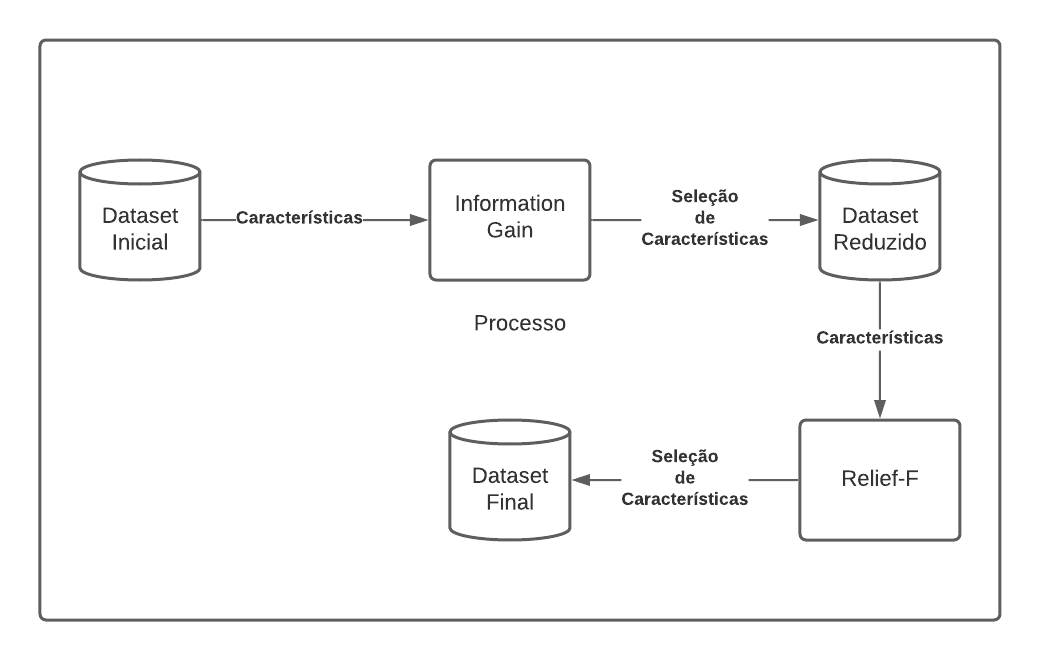 Dataset
Inicial
Características
Information
Gain
Seleção
de
Características
Dataset
Reduzido
Processo
Características
Relief-F
Seleção
de
Características
Dataset
Final